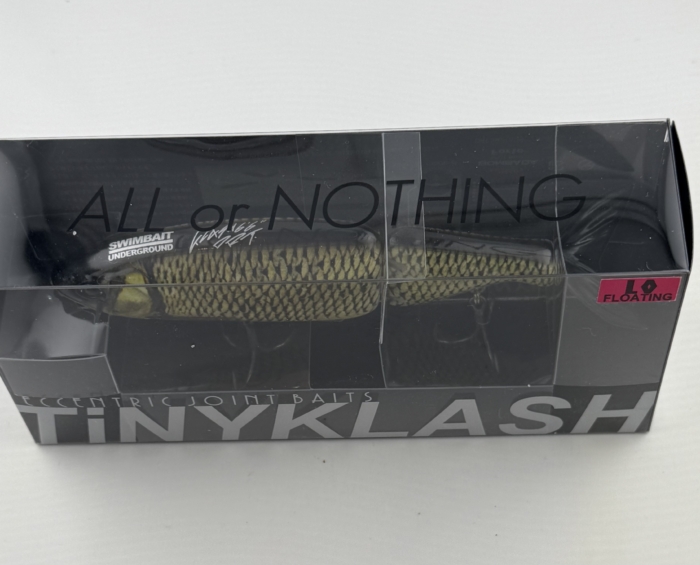 ALL or NOTHING
SWIMBAIT
UNDERGROUND
LO
FLOATING
ECCENTRIC JOINT BAITS
TiNYKLASH